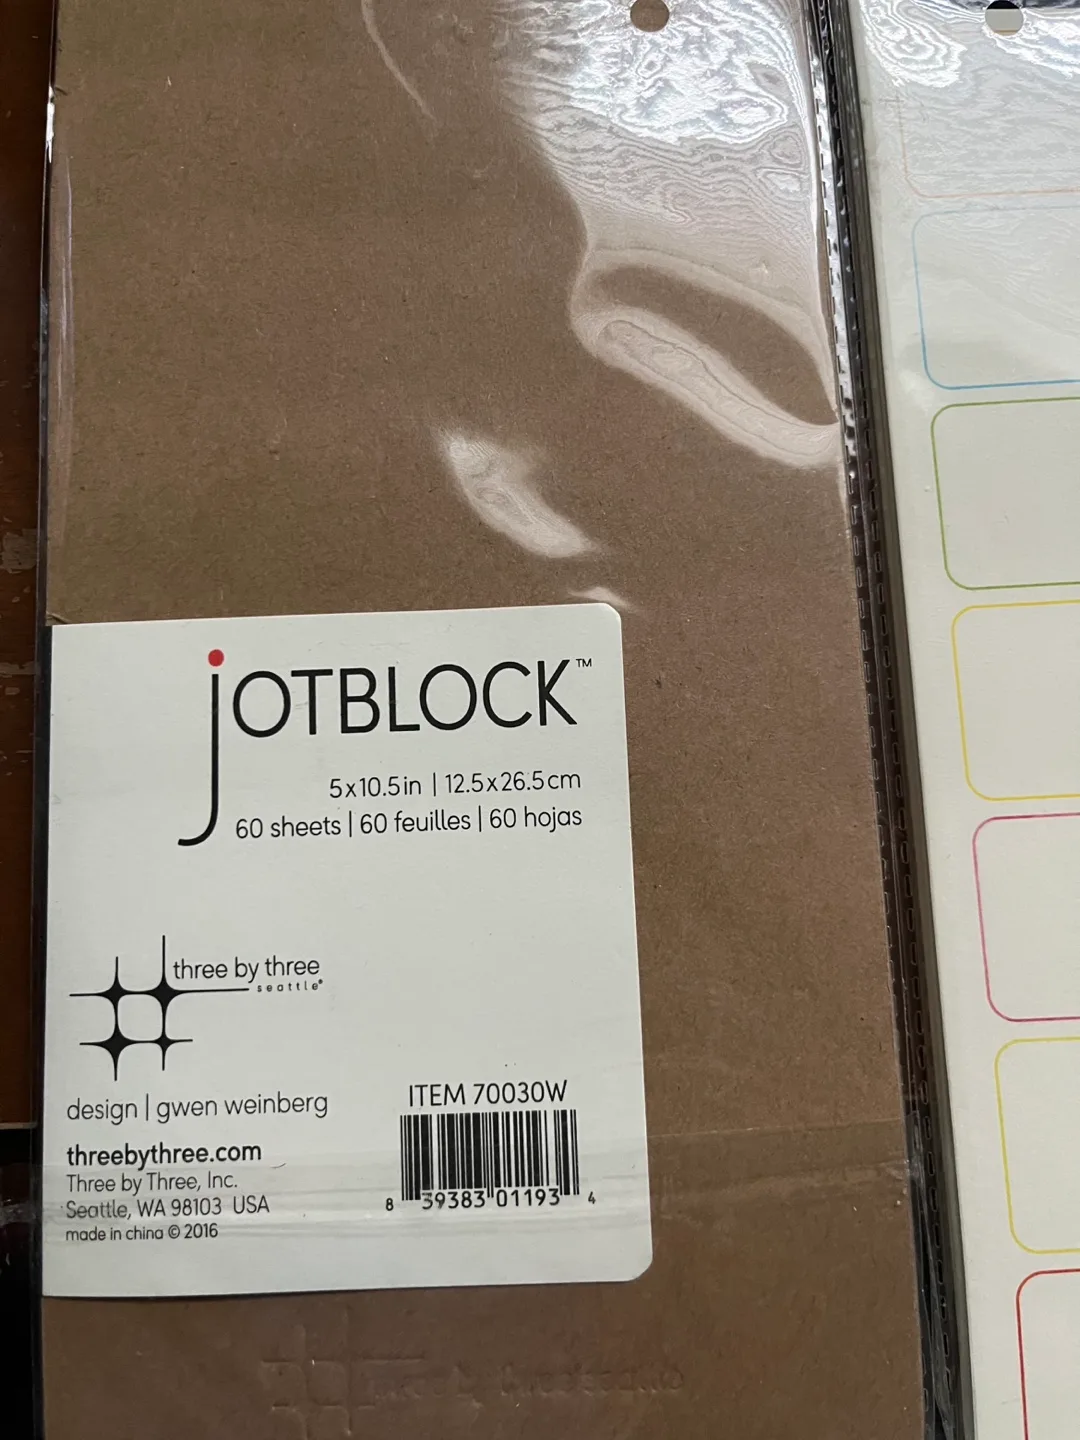 jOTBLOCK™
5x10.5in | 12.5x26.5cm
60 sheets | 60 feuilles | 60 hojas
three by three
seattle®
design | gwen weinberg
threebythree.com
Three by Three, Inc.
Seattle, WA 98103 USA
made in china © 2016
ITEM 70030W
8 39383 01193 4